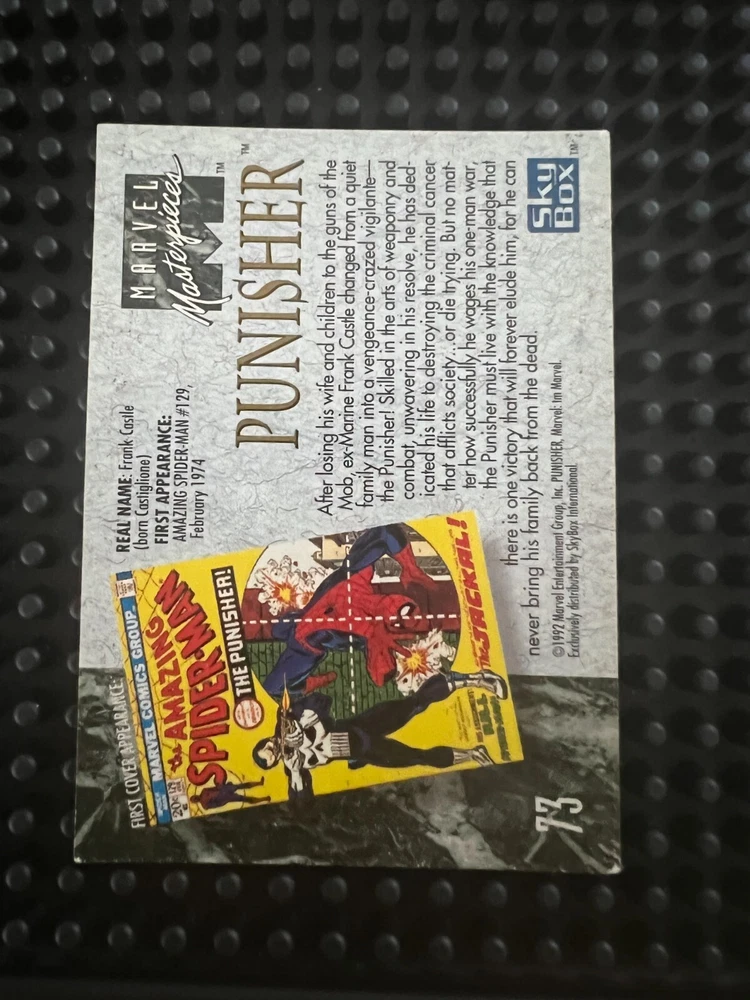 MARVEL
Masterpieces
™
REAL NAME: Frank Castle
(born Castiglione)
FIRST APPEARANCE:
AMAZING SPIDER-MAN #129,
February 1974
PUNISHER™
After losing his wife and children to the guns of the
Mob, ex-Marine Frank Castle changed from a quiet
family man into a vengeance-crazed vigilante—
the Punisher! Skilled in the arts of weaponry and
combat, unwavering in his resolve, he has ded-
icated his life to destroying the criminal cancer
that afflicts society...or die trying. But no mat-
ter how successfully he wages his one-man war,
the Punisher must live with the knowledge that
there is one victory that will forever elude him, for he can
never bring his family back from the dead.
©1992 Marvel Entertainment Group, Inc. PUNISHER, Marvel: tm Marvel.
Exclusively distributed by SkyBox International.
SkyBox™
FIRST COVER APPEARANCE:
MARVEL COMICS GROUP
20¢
the AMAZING
SPIDER-MAN
THE PUNISHER!
THE JACKAL!
73